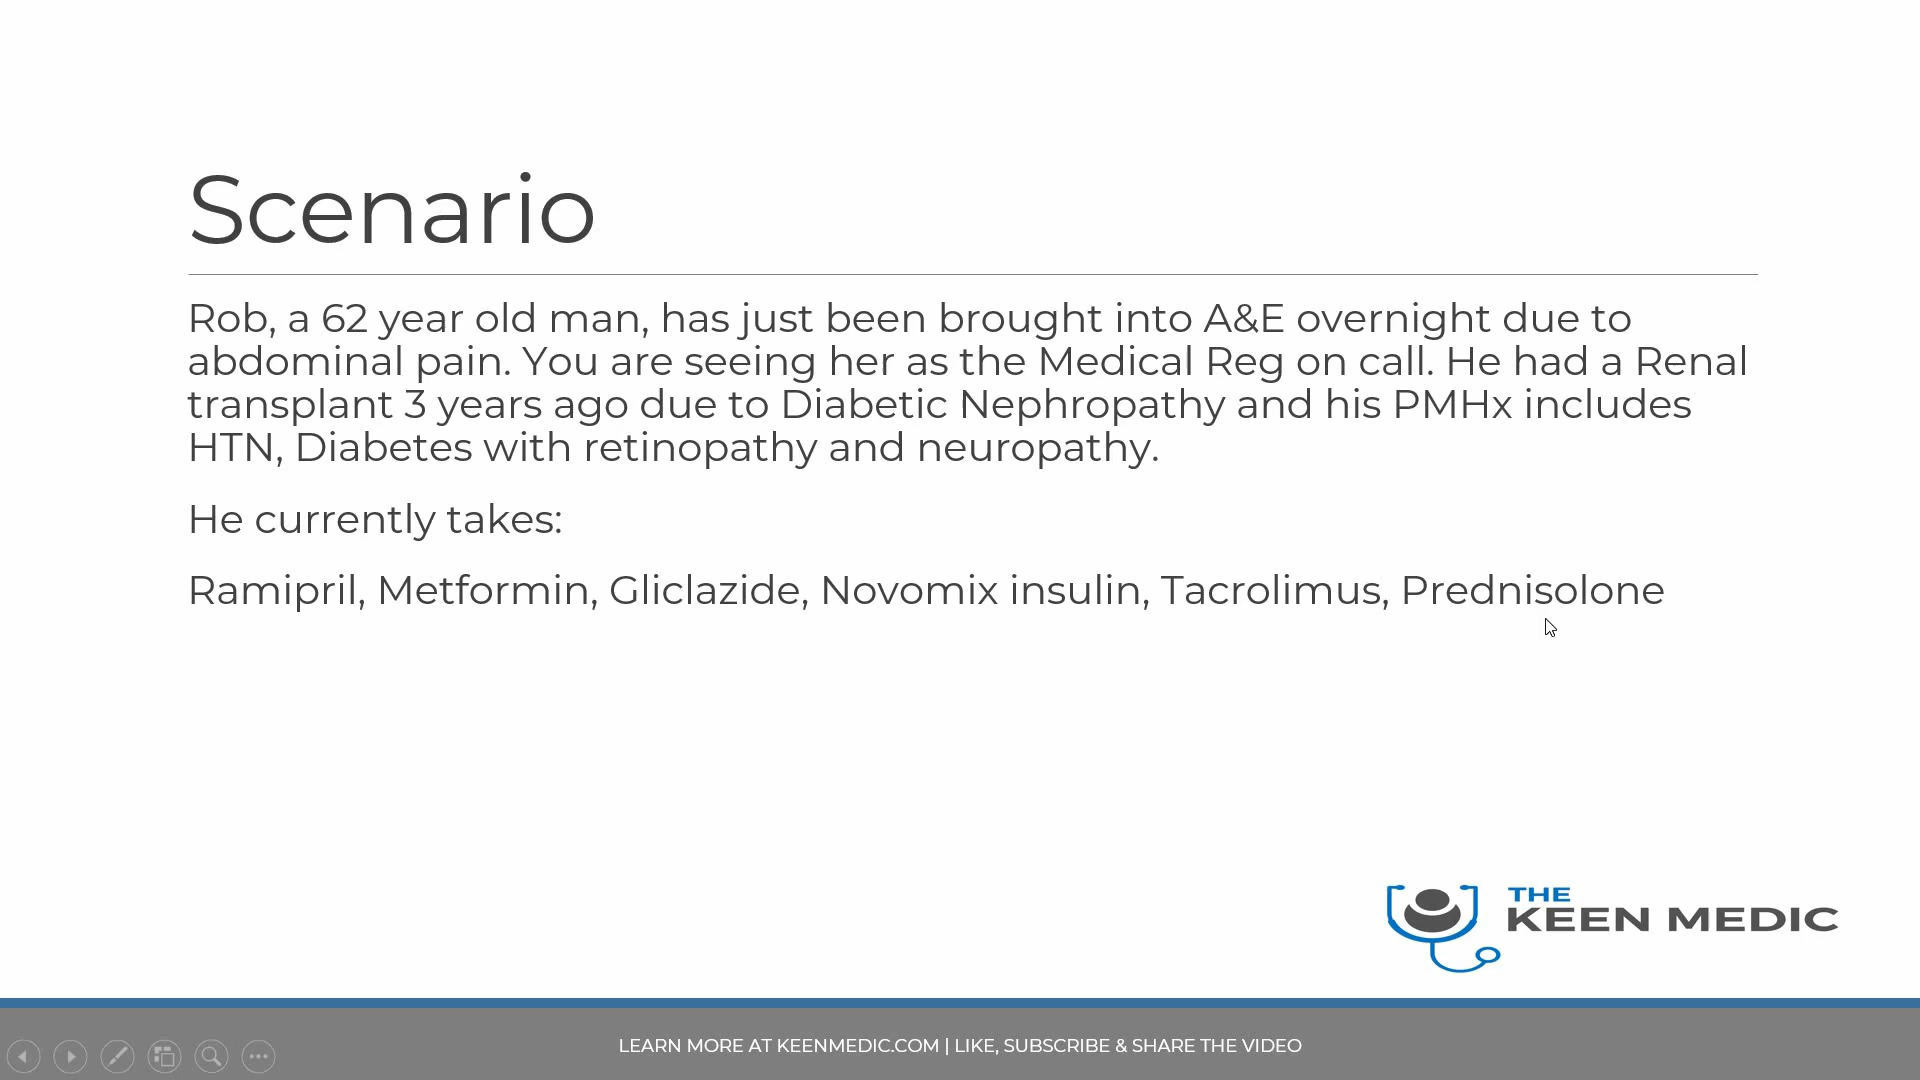 Scenario
Rob, a 62 year old man, has just been brought into A&E overnight due to
abdominal pain. You are seeing her as the Medical Reg on call. He had a Renal
transplant 3 years ago due to Diabetic Nephropathy and his PMHx includes
HTN, Diabetes with retinopathy and neuropathy.
He currently takes:
Ramipril, Metformin, Gliclazide, Novomix insulin, Tacrolimus, Prednisolone
THE
KEEN MEDIC
LEARN MORE AT KEENMEDIC.COM | LIKE, SUBSCRIBE & SHARE THE VIDEO